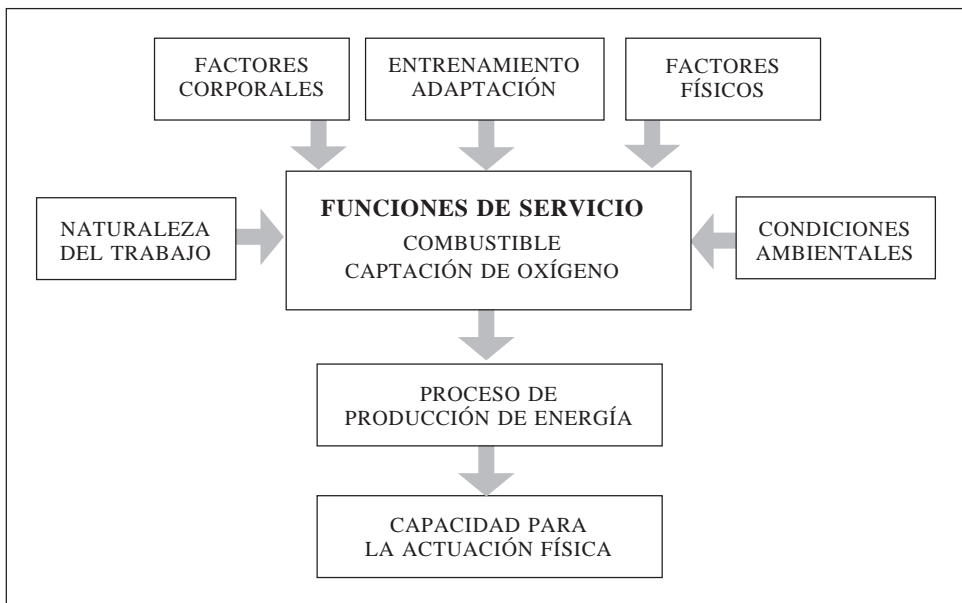 FACTORES
CORPORALES
ENTRENAMIENTO
ADAPTACIÓN
FACTORES
FÍSICOS
NATURALEZA
DEL TRABAJO
FUNCIONES DE SERVICIO
COMBUSTIBLE
CAPTACIÓN DE OXÍGENO
CONDICIONES
AMBIENTALES
PROCESO DE
PRODUCCIÓN DE ENERGÍA
CAPACIDAD PARA
LA ACTUACIÓN FÍSICA